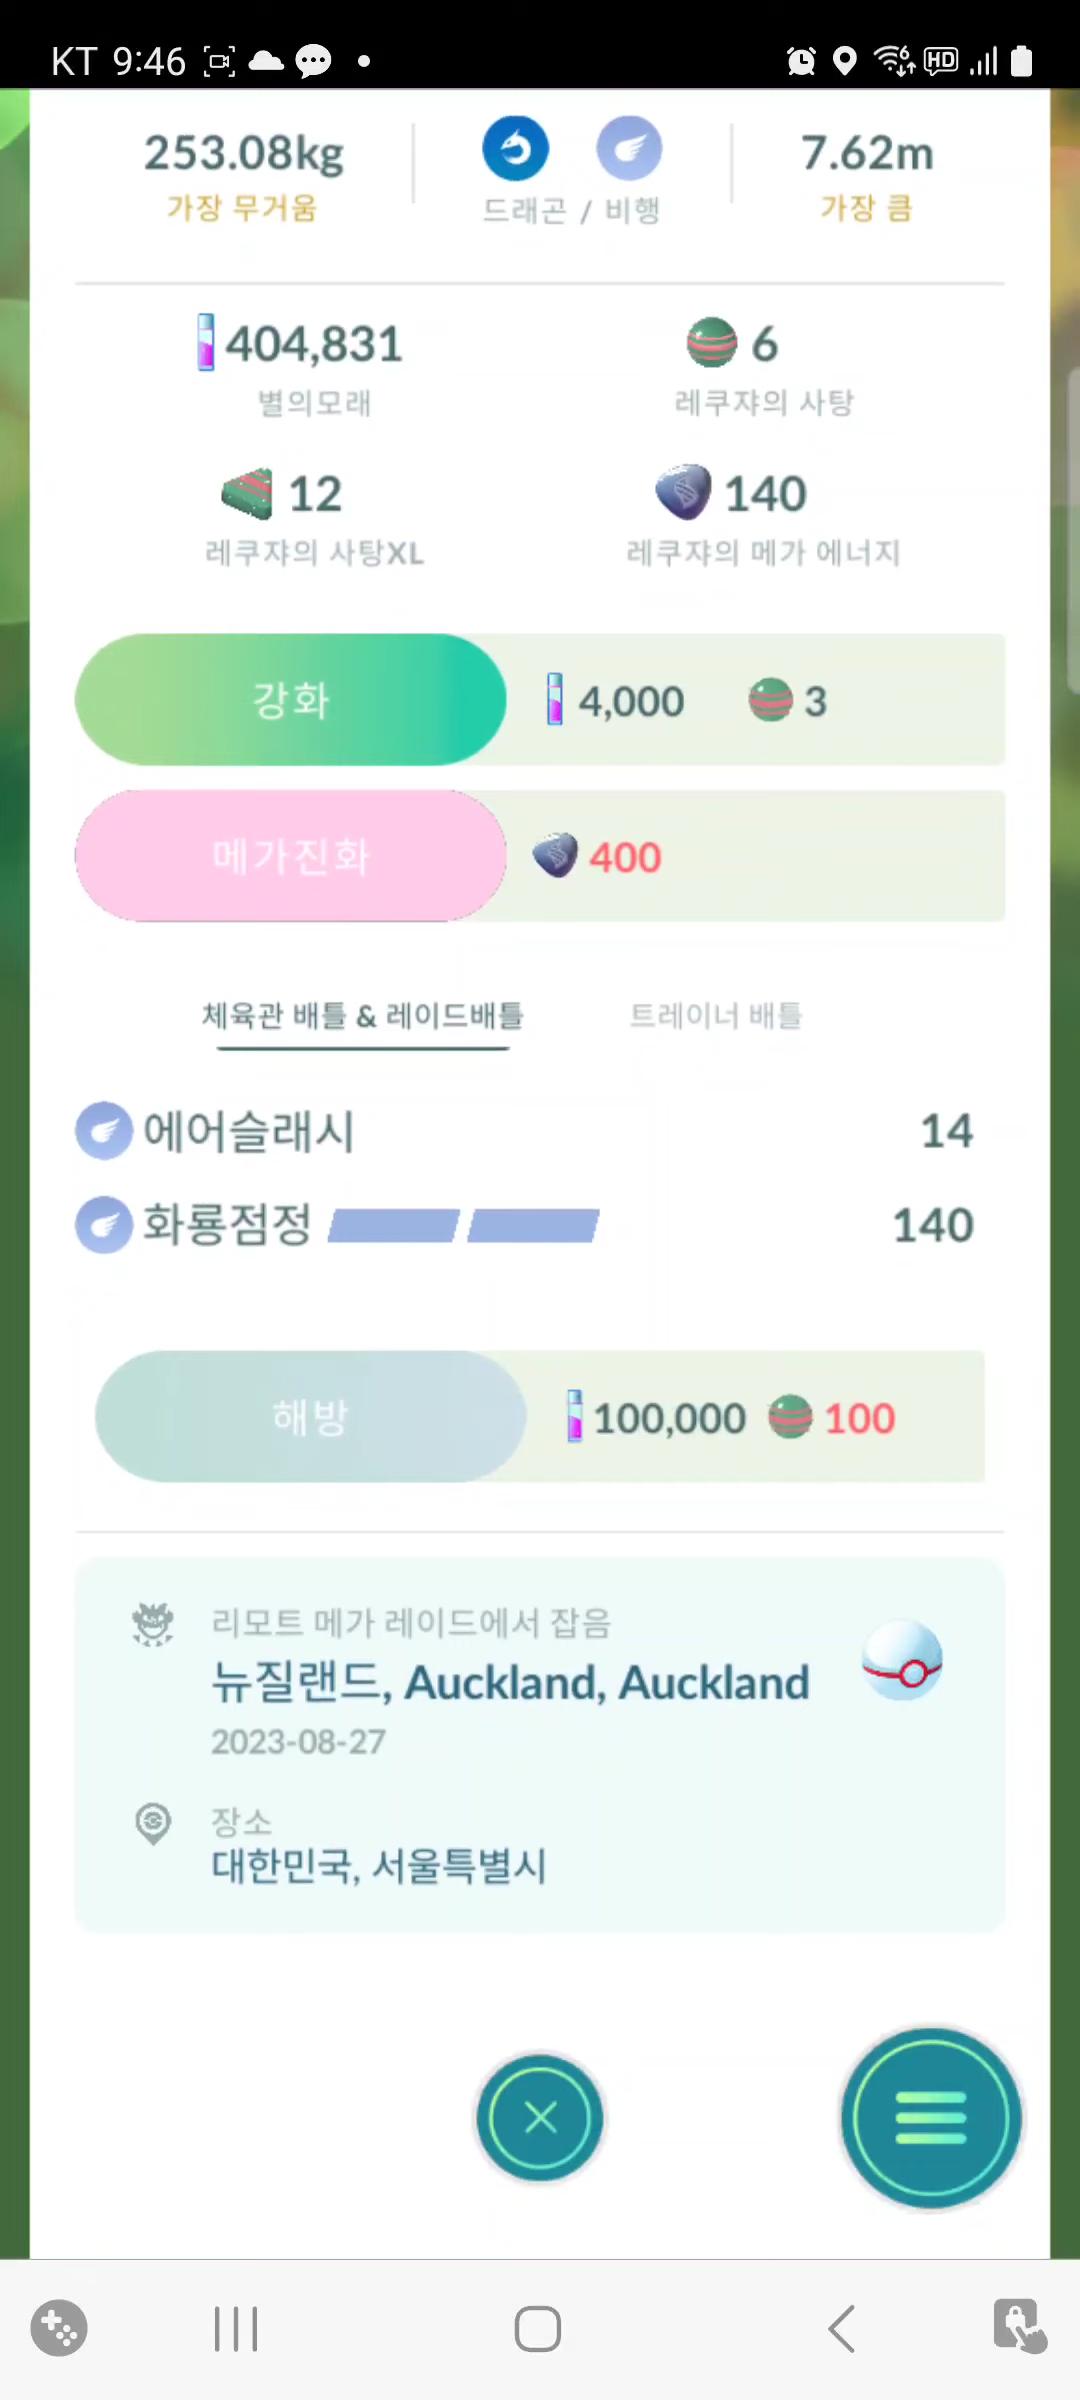 KT 9:46
HD
253.08kg
가장 무거움
드래곤 / 비행
7.62m
가장 큼
404,831
별의모래
6
레쿠쟈의 사탕
12
레쿠쟈의 사탕XL
140
레쿠쟈의 메가 에너지
강화 4,000 3
메가진화 400
체육관 배틀 & 레이드배틀 트레이너 배틀
에어슬래시 14
화룡점정 140
해방 100,000 100
리모트 메가 레이드에서 잡음
뉴질랜드, Auckland, Auckland
2023-08-27
장소
대한민국, 서울특별시